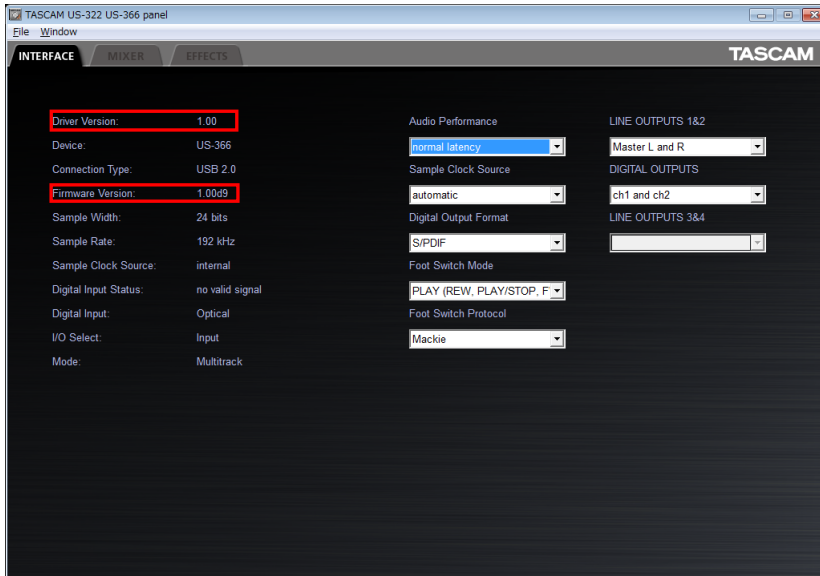 TASCAM US-322 US-366 panel
File Window
INTERFACE MIXER EFFECTS TASCAM
Driver Version: 1.00
Device: US-366
Connection Type: USB 2.0
Firmware Version: 1.00d9
Sample Width: 24 bits
Sample Rate: 192 kHz
Sample Clock Source: internal
Digital Input Status: no valid signal
Digital Input: Optical
I/O Select: Input
Mode: Multitrack
Audio Performance
normal latency
Sample Clock Source
automatic
Digital Output Format
S/PDIF
Foot Switch Mode
PLAY (REW, PLAY/STOP, F
Foot Switch Protocol
Mackie
LINE OUTPUTS 1&2
Master L and R
DIGITAL OUTPUTS
ch1 and ch2
LINE OUTPUTS 3&4